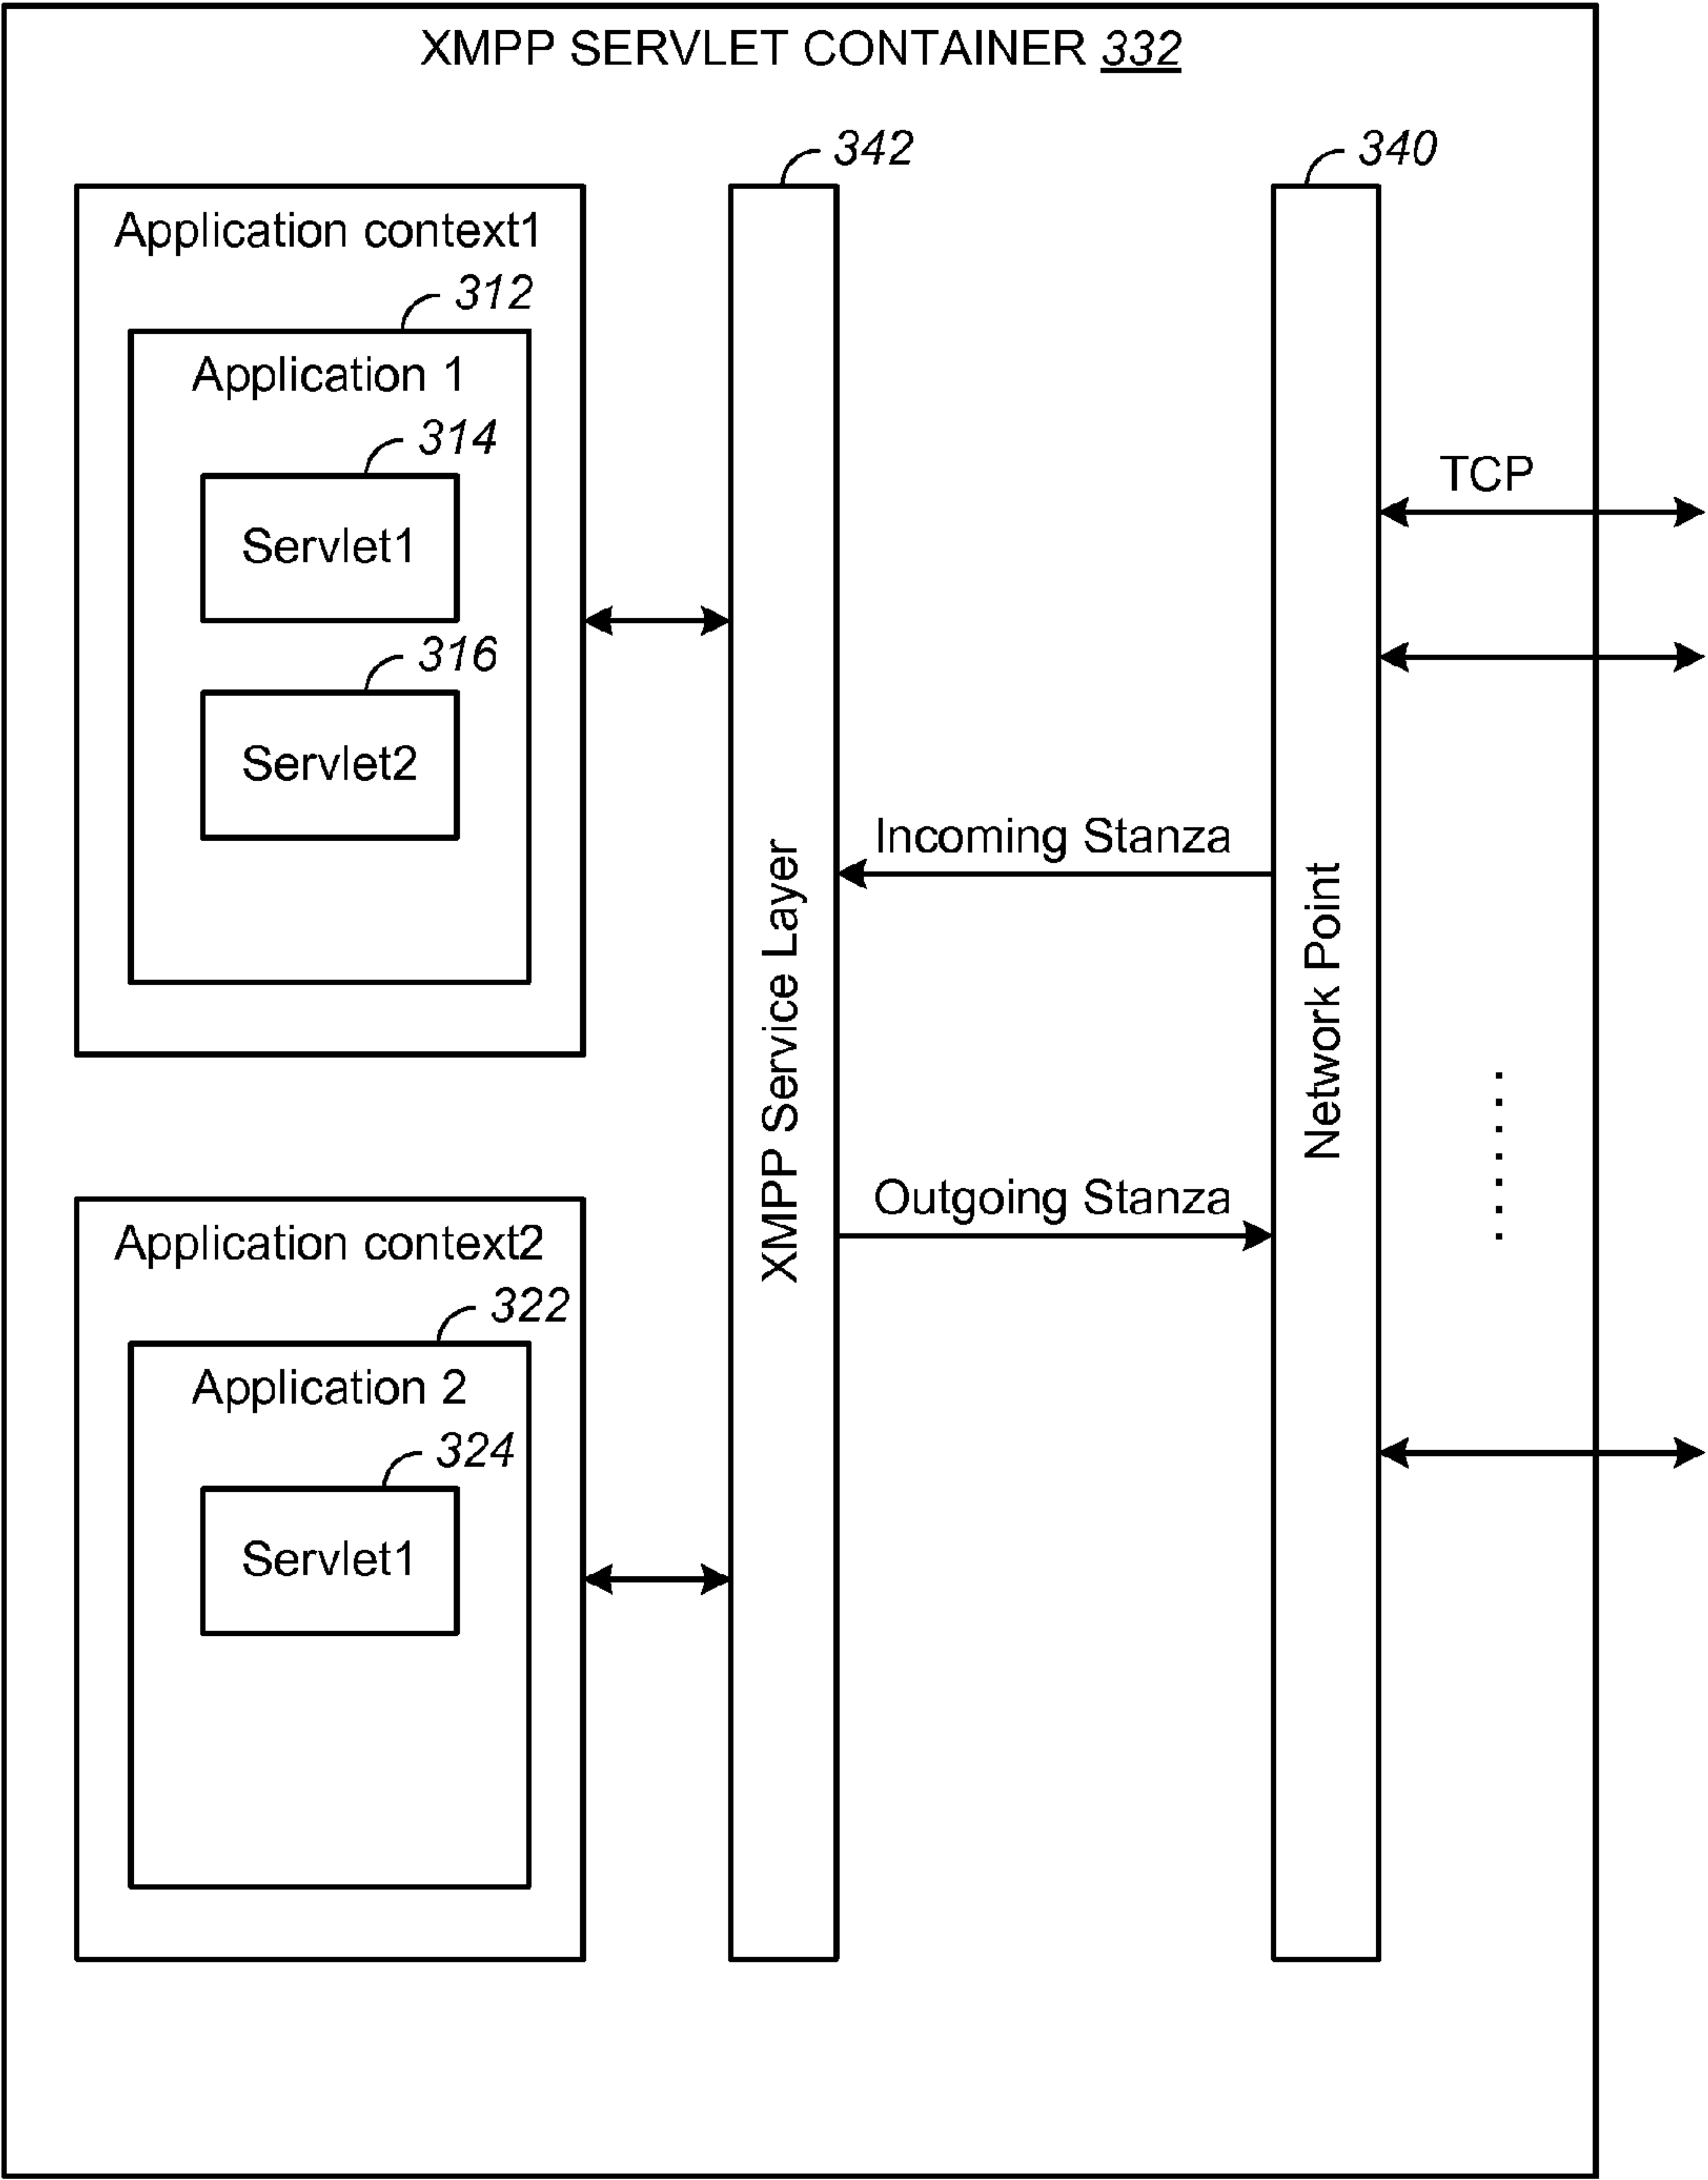 XMPP SERVLET CONTAINER 332
342
340
Application context1
312
Application 1
314
Servlet1
316
Servlet2
XMPP Service Layer
Incoming Stanza
Outgoing Stanza
Network Point
TCP
Application context2
322
Application 2
324
Servlet1